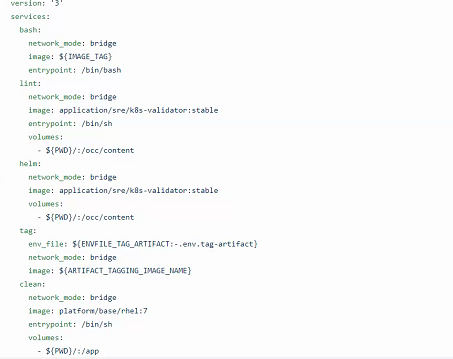 version: '3'
services:
  bash:
    network_mode: bridge
    image: ${IMAGE_TAG}
    entrypoint: /bin/bash
  lint:
    network_mode: bridge
    image: application/sre/k8s-validator:stable
    entrypoint: /bin/sh
    volumes:
      - ${PWD}/:/occ/content
  helm:
    network_mode: bridge
    image: application/sre/k8s-validator:stable
    volumes:
      - ${PWD}/:/occ/content
  tag:
    env_file: ${ENVFILE_TAG_ARTIFACT:-.env.tag-artifact}
    network_mode: bridge
    image: ${ARTIFACT_TAGGING_IMAGE_NAME}
  clean:
    network_mode: bridge
    image: platform/base/rhel:7
    entrypoint: /bin/sh
    volumes:
      - ${PWD}/:/app